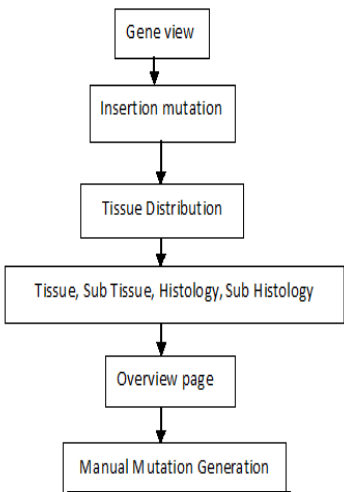 Gene view
Insertion mutation
Tissue Distribution
Tissue, Sub Tissue, Histology, Sub Histology
Overview page
Manual Mutation Generation